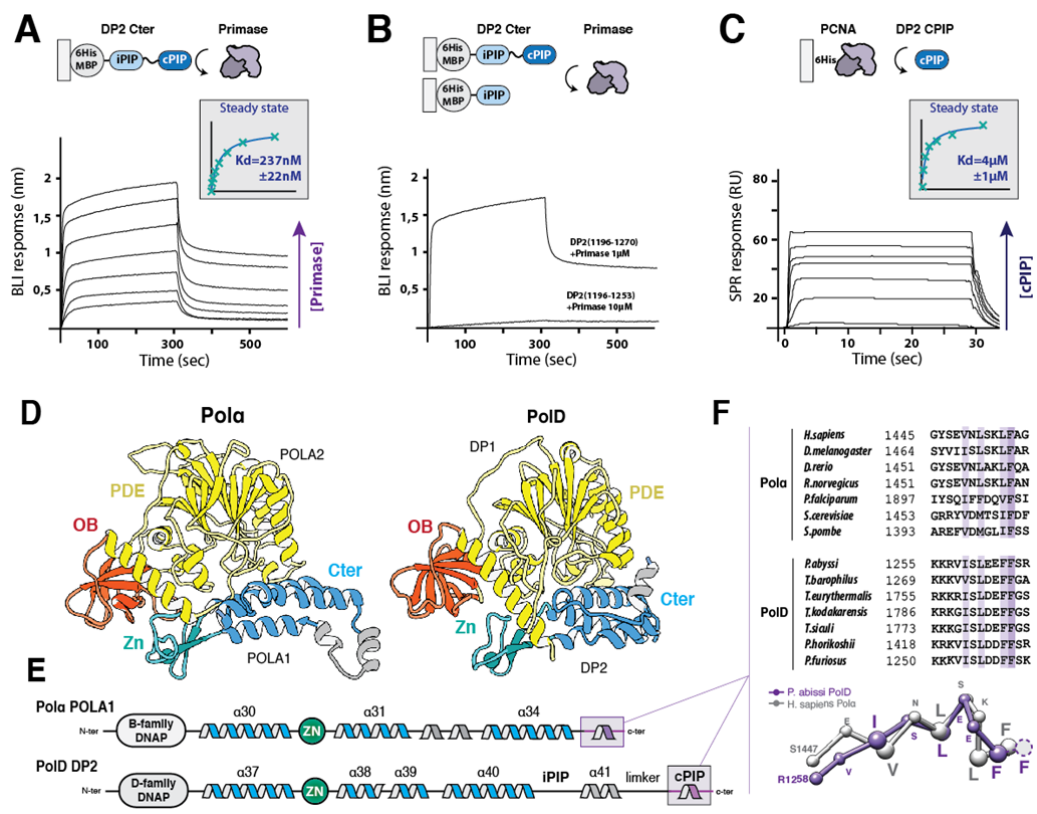 A
DP2 Cter
Primase
6His
MBP
iPIP
cPIP
Steady state
Kd=237nM
±22nM
BLI response (nm)
2
1,5
1
0,5
100
300
500
Time (sec)
[Primase]
B
DP2 Cter
Primase
6His
MBP
iPIP
cPIP
6His
MBP
iPIP
BLI response (nm)
2
1,5
1
0,5
DP2(1196-1270)
+Primase 1μM
DP2(1196-1253)
+Primase 10μM
100
300
500
Time (sec)
C
PCNA
DP2 CPIP
6His
cPIP
Steady state
Kd=4μM
±1μM
SPR response (RU)
80
60
20
0
10
20
30
Time (sec)
[cPIP]
D
Polα
POLA2
PDE
OB
Cter
Zn
POLA1
PolD
DP1
PDE
OB
Cter
Zn
DP2
E
Polα POLA1
N-ter
B-family
DNAP
α30
ZN
α31
α34
c-ter
PolD DP2
N-ter
D-family
DNAP
α37
ZN
α38
α39
α40
iPIP
α41
limker
cPIP
c-ter
F
Polα
H.sapiens 1445 GYSEVNLSKLFAG
D.melanogaster 1464 SYVIISLSKLFAR
D.rerio 1451 GYSEVNLAKLFQA
R.norvegicus 1451 GYSEVNLSKLFAN
P.falciparum 1897 IYSQIFFDQVFSI
S.cerevisiae 1453 GRRYVDMTSIFDF
S.pombe 1393 AREFVDMGLIFSS
PolD
P.abyssi 1255 KKRVISLEEFFSR
T.barophilus 1269 KKKVVSLDEFFGA
T.eurythermalis 1755 RKKRISLDEFFGS
T.kodakarensis 1786 RKKGISLDEFFGS
T.siculi 1773 KKKGISLDEFFGS
P.horikoshii 1418 RKKVISLDDFFSR
P.furiosus 1250 KKKVISLDDFFSK
P. abissi PolD
H. sapiens Polα
S1447
E
I
N
L
S
K
F
R1258
V
V
S
L
E
E
L
F
F